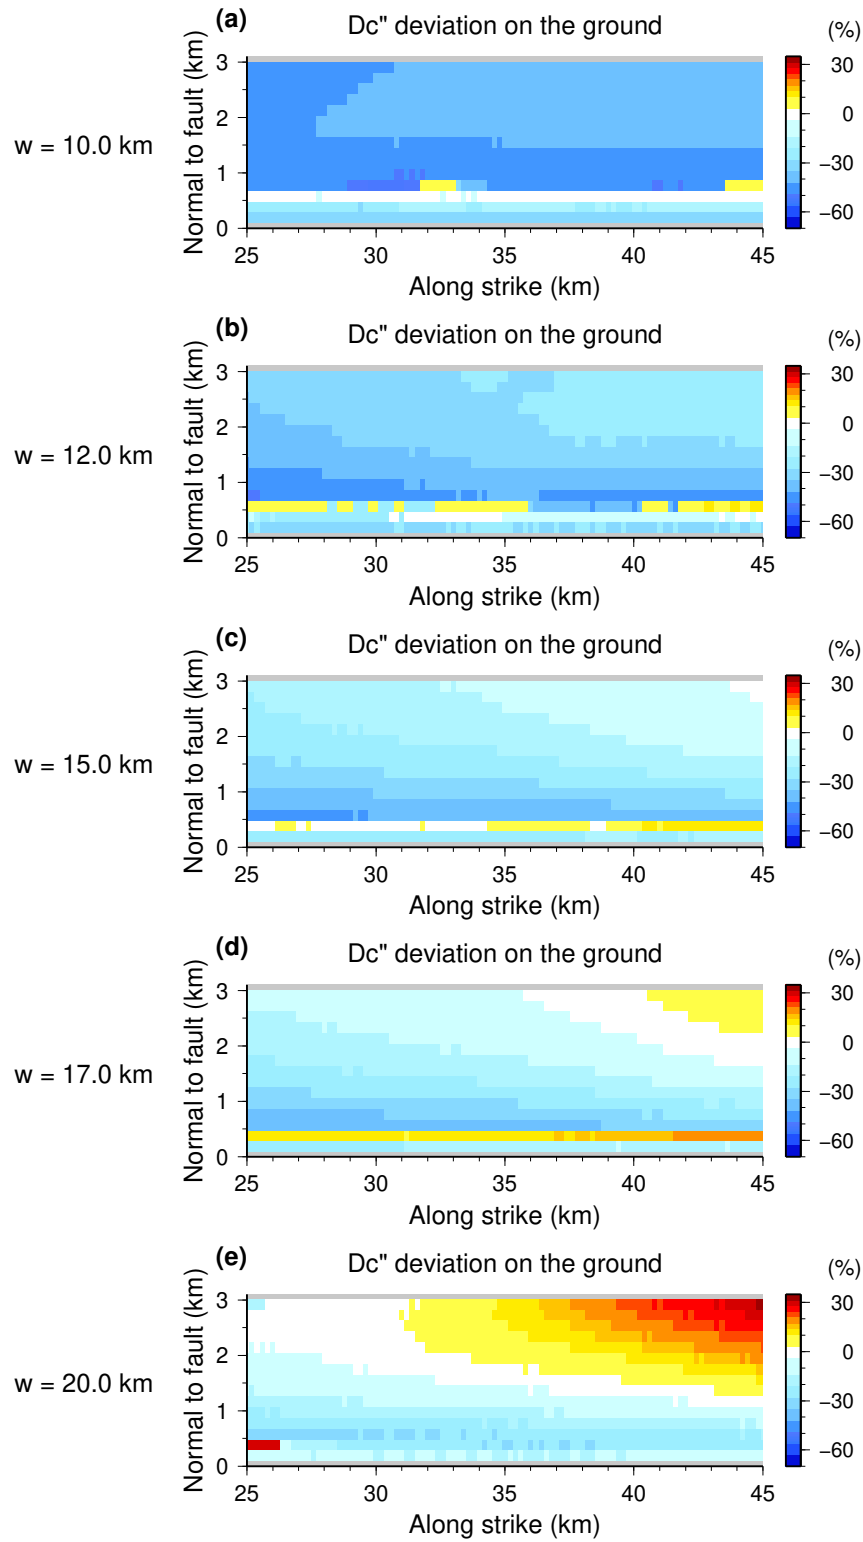 (a) Dc" deviation on the ground (%)
w = 10.0 km
Normal to fault (km)
3
2
1
0
30
0
−30
−60
25 30 35 40 45
Along strike (km)
(b) Dc" deviation on the ground (%)
w = 12.0 km
Normal to fault (km)
3
2
1
0
30
0
−30
−60
25 30 35 40 45
Along strike (km)
(c) Dc" deviation on the ground (%)
w = 15.0 km
Normal to fault (km)
3
2
1
0
30
0
−30
−60
25 30 35 40 45
Along strike (km)
(d) Dc" deviation on the ground (%)
w = 17.0 km
Normal to fault (km)
3
2
1
0
30
0
−30
−60
25 30 35 40 45
Along strike (km)
(e) Dc" deviation on the ground (%)
w = 20.0 km
Normal to fault (km)
3
2
1
0
30
0
−30
−60
25 30 35 40 45
Along strike (km)